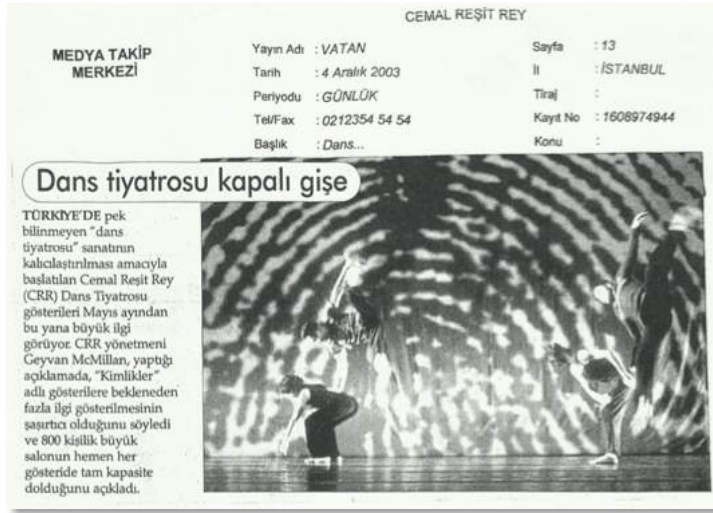 CEMAL REŞİT REY
MEDYA TAKİP
MERKEZİ
Yayın Adı : VATAN
Tarih : 4 Aralık 2003
Periyodu : GÜNLÜK
Tel/Fax : 0212354 54 54
Başlık : Dans...
Sayfa : 13
İl : İSTANBUL
Tiraj :
Kayıt No : 1608974944
Konu :
Dans tiyatrosu kapalı gişe
TÜRKİYE'DE pek
bilinmeyen "dans
tiyatrosu" sanatının
kalıcılaştırılması amacıyla
başlatılan Cemal Reşit Rey
(CRR) Dans Tiyatrosu
gösterileri Mayıs ayından
bu yana büyük ilgi
görüyor. CRR yönetmeni
Geyvan McMillan, yaptığı
açıklamada, "Kimlikler"
adlı gösterilere bekleneden
fazla ilgi gösterilmesinin
şaşırtıcı olduğunu söyledi
ve 800 kişilik büyük
salonun hemen her
gösteride tam kapasite
dolduğunu açıkladı.